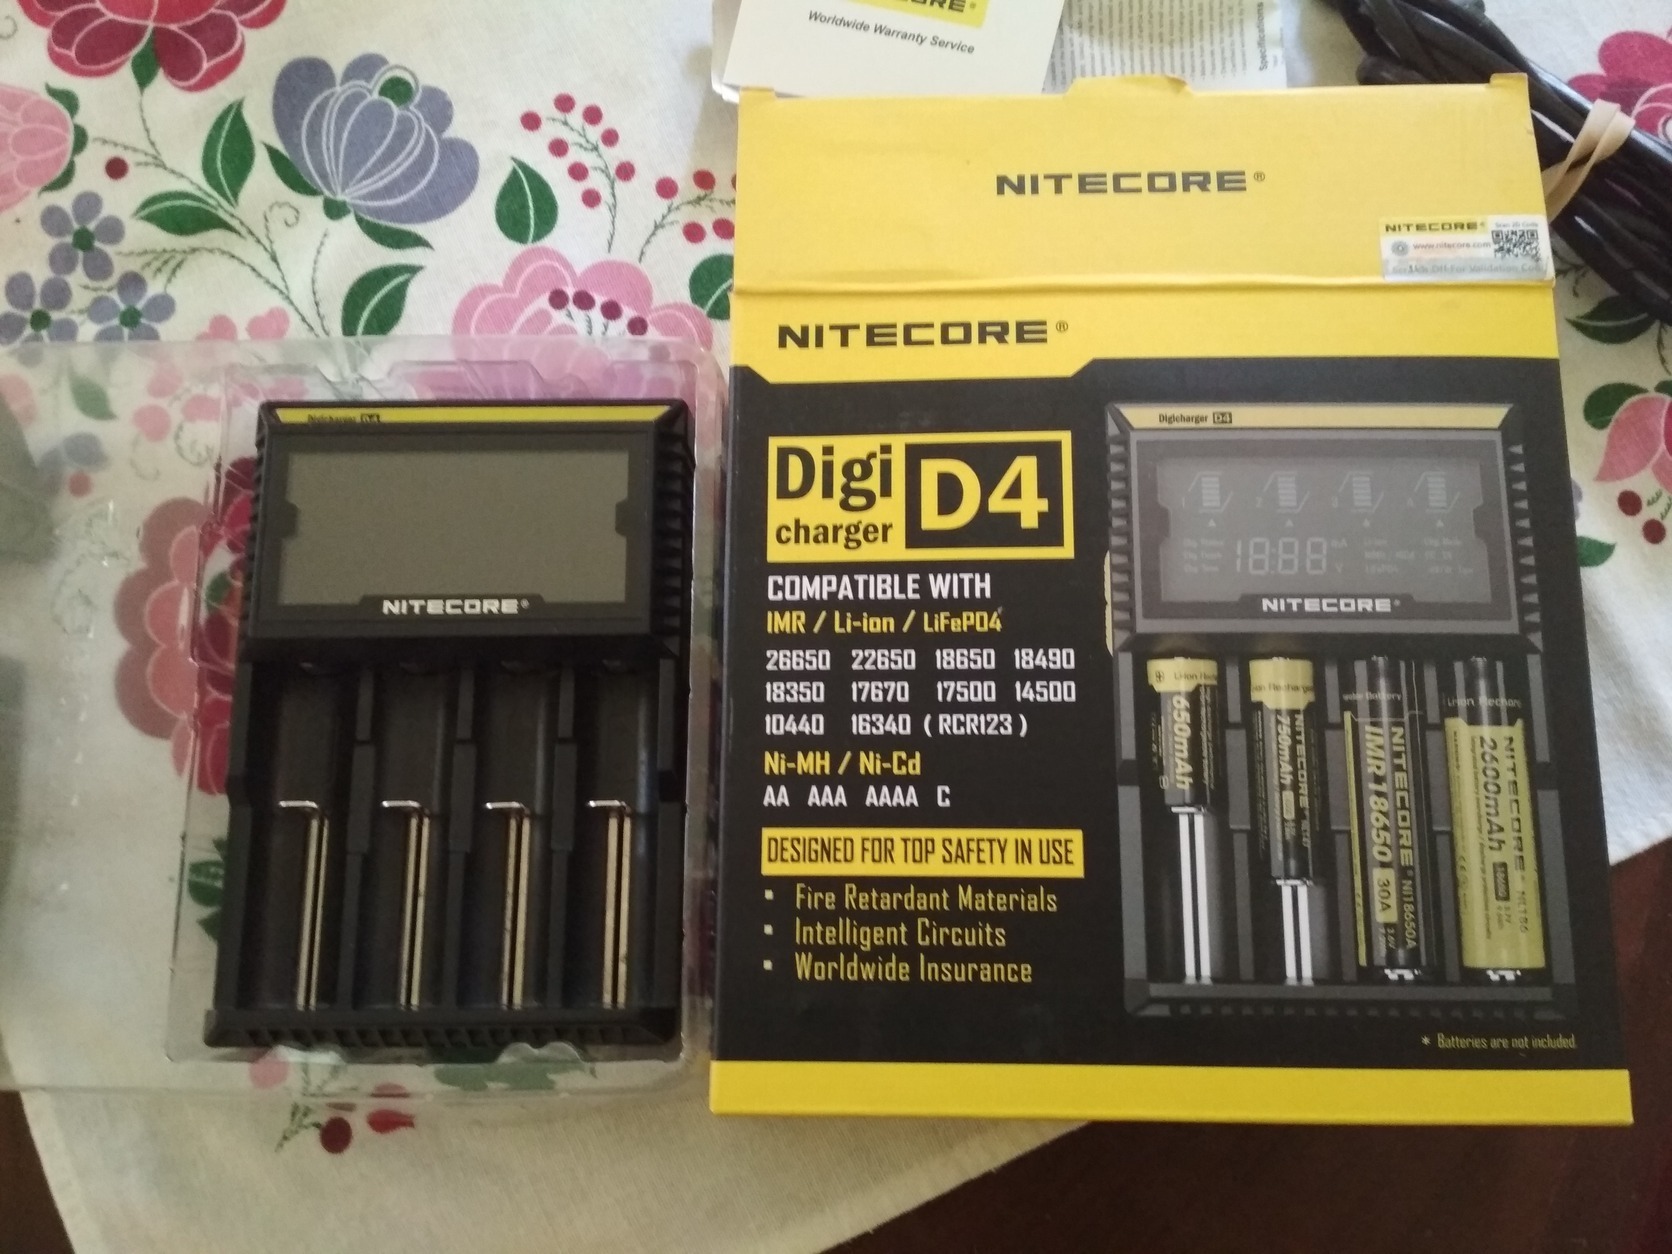 Worldwide Warranty Service
Specifications
NITECORE®
NITECORE®
www.nitecore.com
NITECORE®
Digicharger D4
NITECORE®
Digi
charger
D4
COMPATIBLE WITH
IMR / Li-ion / LiFePO4
26650 22650 18650 18490
18350 17670 17500 14500
10440 16340 ( RCR123 )
Ni-MH / Ni-Cd
AA AAA AAAA C
DESIGNED FOR TOP SAFETY IN USE
▪ Fire Retardant Materials
▪ Intelligent Circuits
▪ Worldwide Insurance
Digicharger D4
18:88
NITECORE®
650mAh
NITECORE
750mAh
NITECORE® NI18650A
IMR18650 30A
NITECORE®
2600mAh
* Batteries are not included.